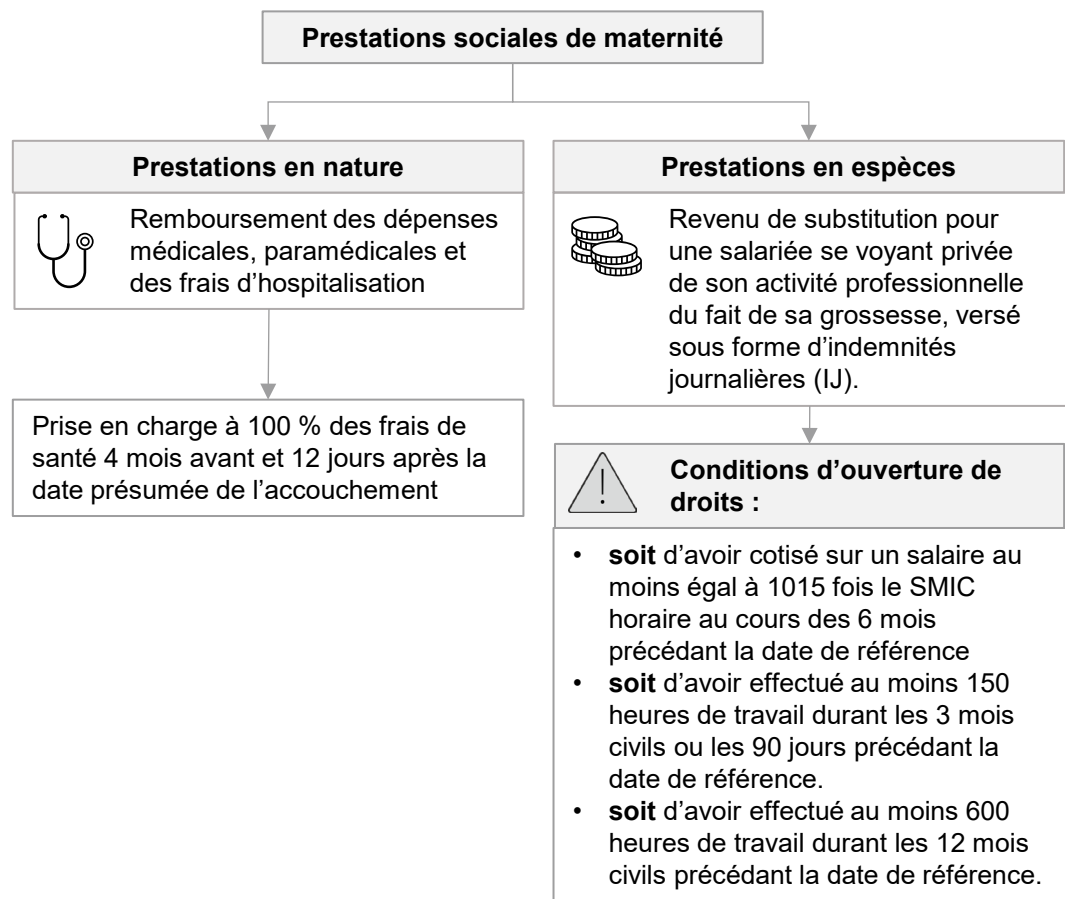 Prestations sociales de maternité
Prestations en nature
Remboursement des dépenses
médicales, paramédicales et
des frais d’hospitalisation
Prise en charge à 100 % des frais de
santé 4 mois avant et 12 jours après la
date présumée de l’accouchement
Prestations en espèces
Revenu de substitution pour
une salariée se voyant privée
de son activité professionnelle
du fait de sa grossesse, versé
sous forme d’indemnités
journalières (IJ).
Conditions d’ouverture de
droits :
• soit d’avoir cotisé sur un salaire au
moins égal à 1015 fois le SMIC
horaire au cours des 6 mois
précédant la date de référence
• soit d’avoir effectué au moins 150
heures de travail durant les 3 mois
civils ou les 90 jours précédant la
date de référence.
• soit d’avoir effectué au moins 600
heures de travail durant les 12 mois
civils précédant la date de référence.